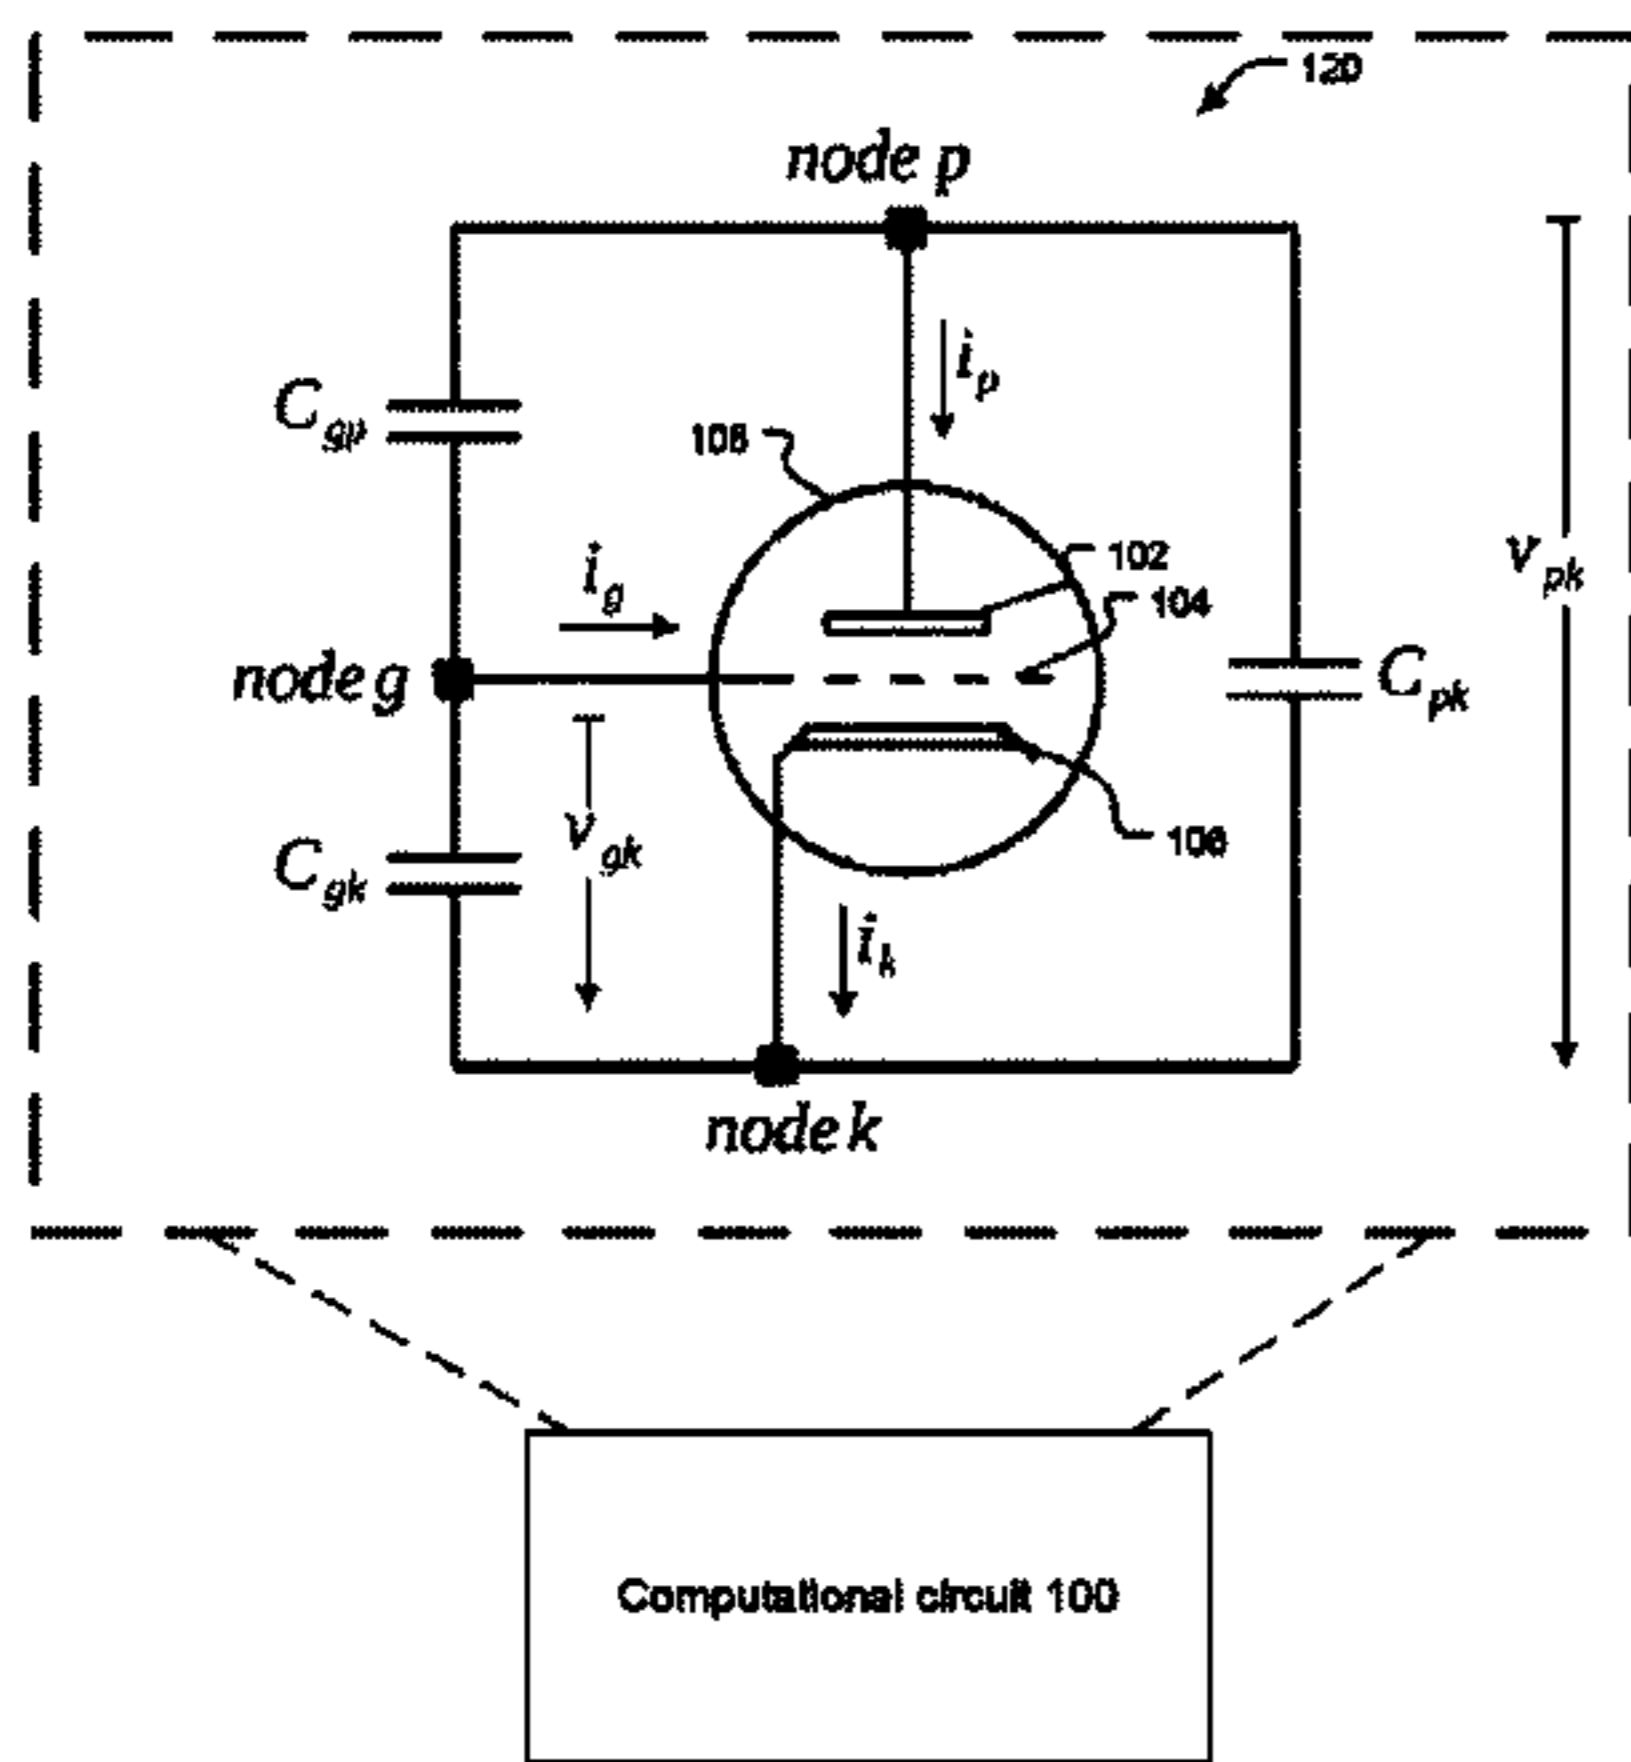 120
node p
i_p
C_gp
108
102
i_g
104
v_pk
node g
C_pk
v_gk
106
C_gk
i_k
node k
Computational circuit 100